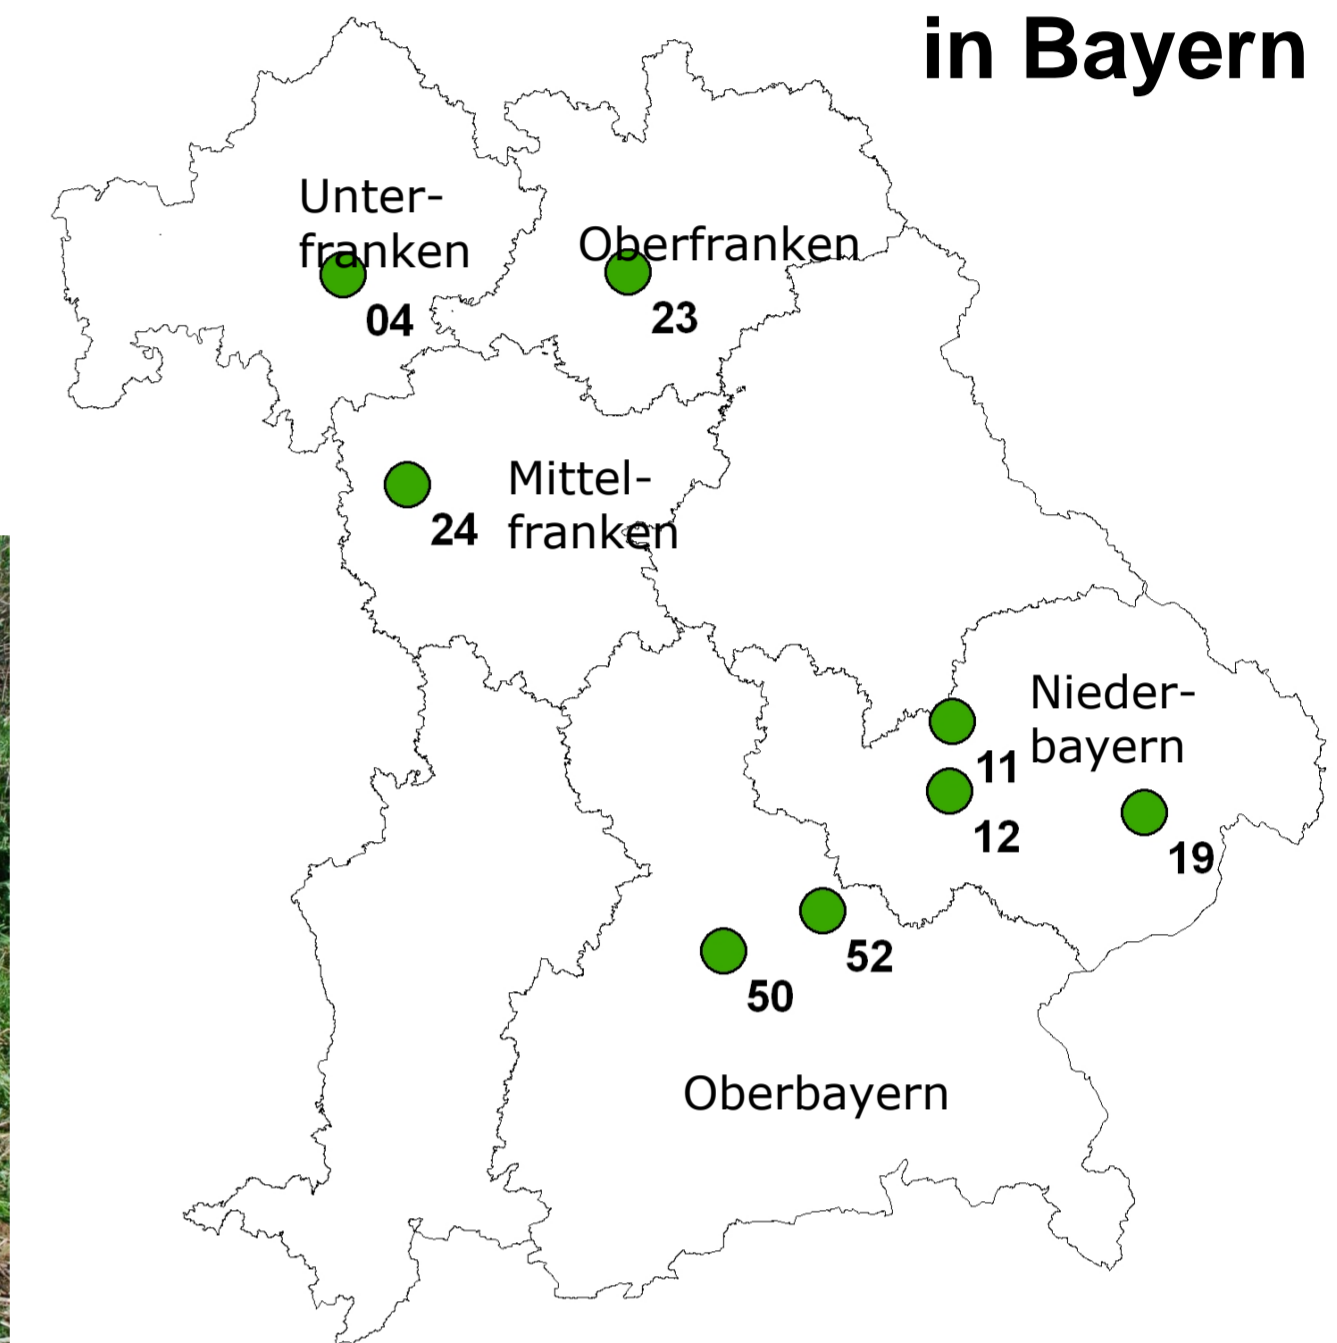 in Bayern
Unter-
franken
04
Oberfranken
23
24
Mittel-
franken
Nieder-
bayern
11
12
19
52
50
Oberbayern